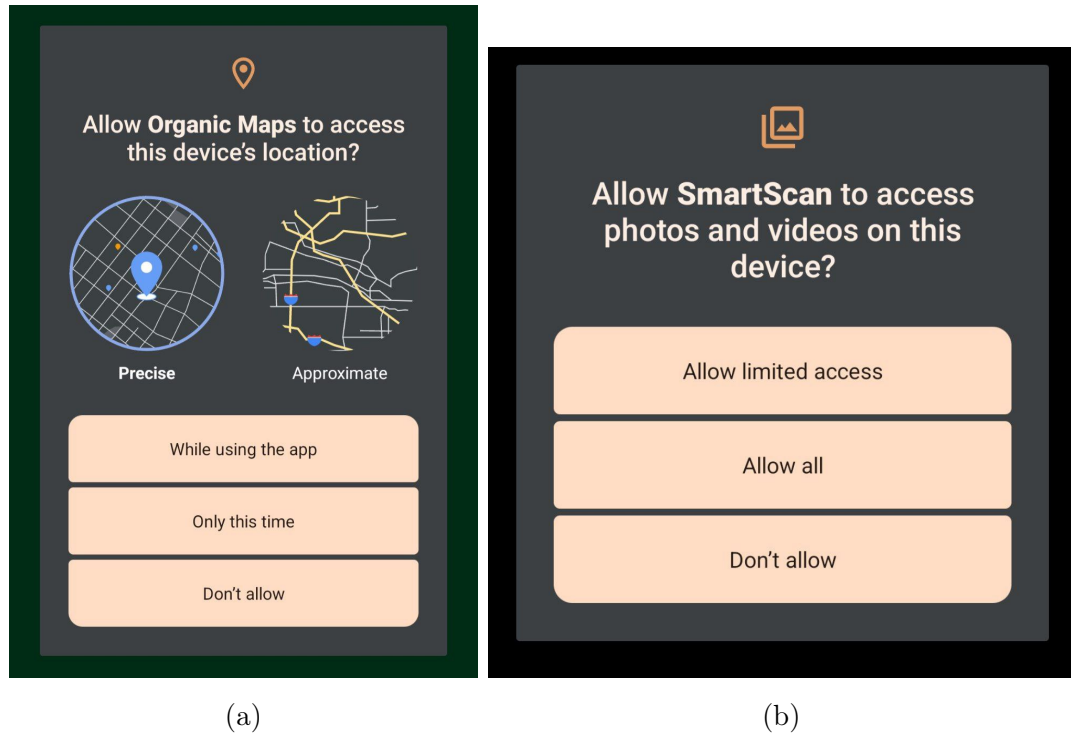 Allow Organic Maps to access
this device’s location?
Precise
Approximate
While using the app
Only this time
Don’t allow
(a)
Allow SmartScan to access
photos and videos on this
device?
Allow limited access
Allow all
Don’t allow
(b)